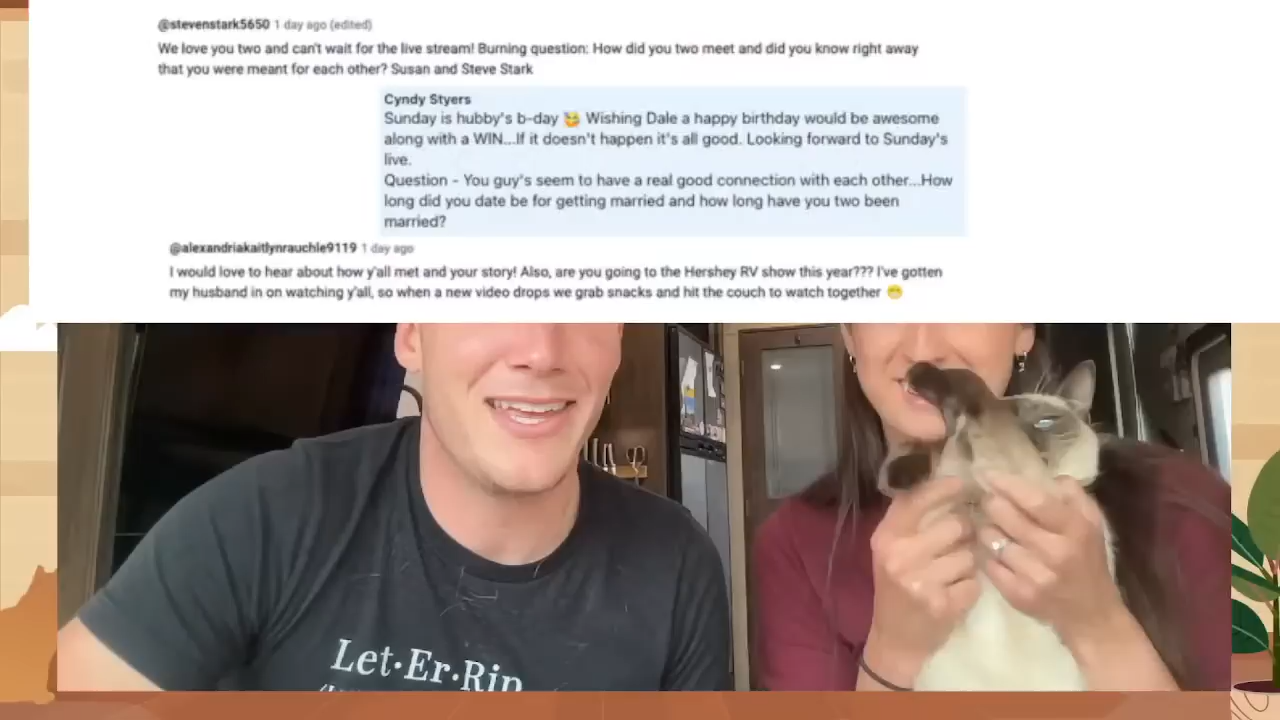 @stevenstark5650 1 day ago (edited)
We love you two and can't wait for the live stream! Burning question: How did you two meet and did you know right away
that you were meant for each other? Susan and Steve Stark
Cyndy Styers
Sunday is hubby's b-day 🥳 Wishing Dale a happy birthday would be awesome
along with a WIN...If it doesn't happen it's all good. Looking forward to Sunday's
live.
Question - You guy's seem to have a real good connection with each other...How
long did you date be for getting married and how long have you two been
married?
@alexandriakaitlynrauchle9119 1 day ago
I would love to hear about how y'all met and your story! Also, are you going to the Hershey RV show this year??? I've gotten
my husband in on watching y'all, so when a new video drops we grab snacks and hit the couch to watch together 😁
Let·Er·Rip